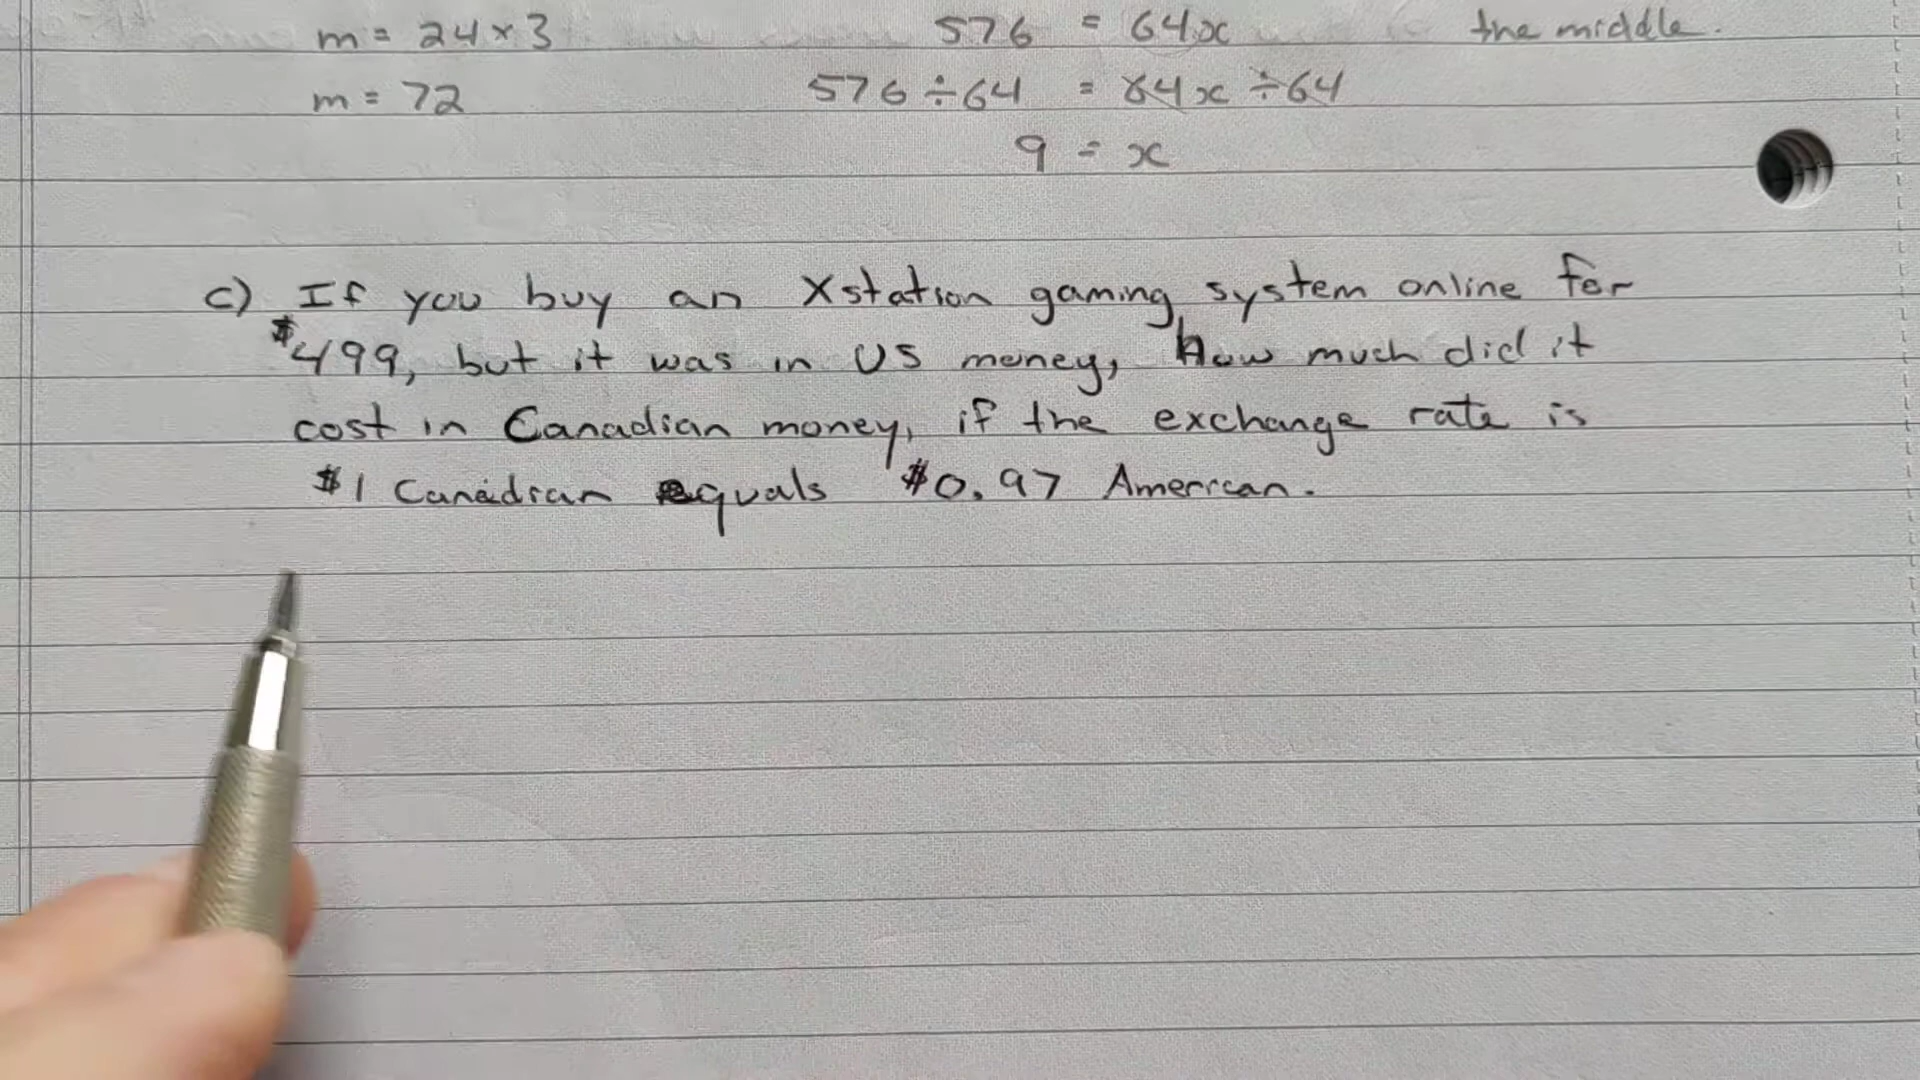 m = 24 x 3
m = 72
576 = 64x
576 ÷ 64 = 64x ÷ 64
9 = x
the middle.
c) If you buy an Xstation gaming system online for
$499, but it was in US money, How much did it
cost in Canadian money, if the exchange rate is
$1 Canadian equals $0.97 American.